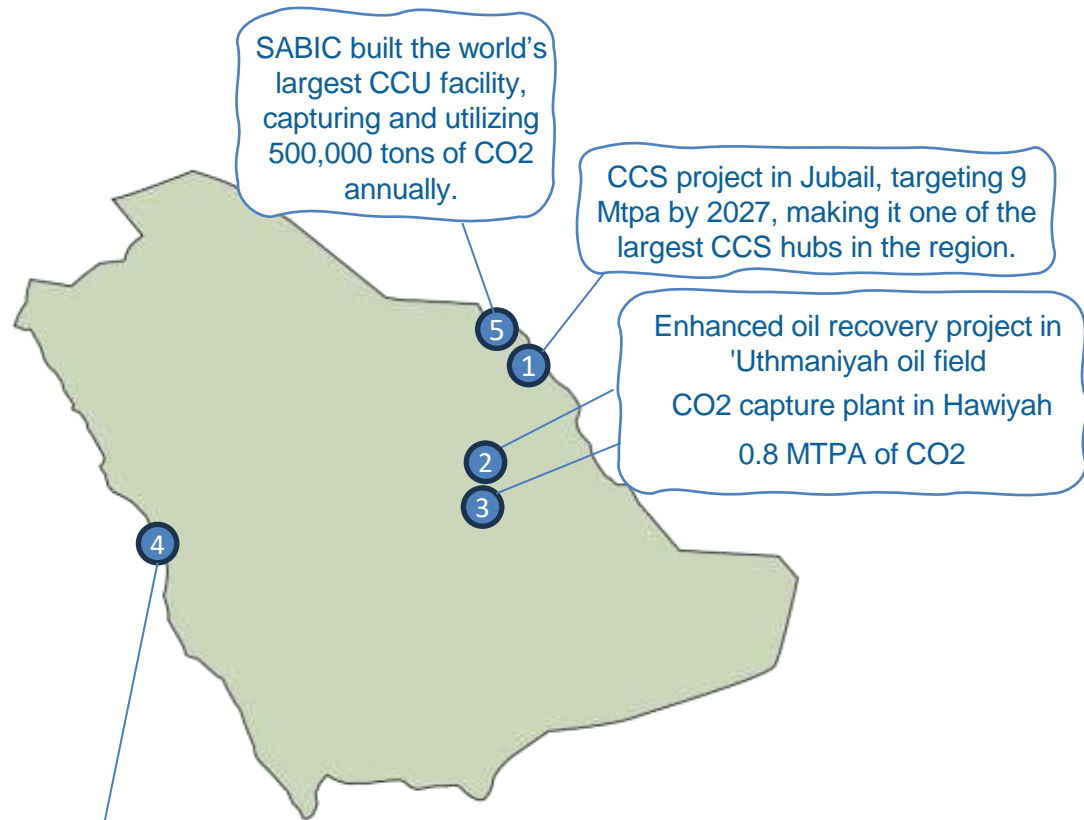 SABIC built the world’s
largest CCU facility,
capturing and utilizing
500,000 tons of CO2
annually.
CCS project in Jubail, targeting 9
Mtpa by 2027, making it one of the
largest CCS hubs in the region.
Enhanced oil recovery project in
'Uthmaniyah oil field
CO2 capture plant in Hawiyah
0.8 MTPA of CO2
5
1
2
3
4